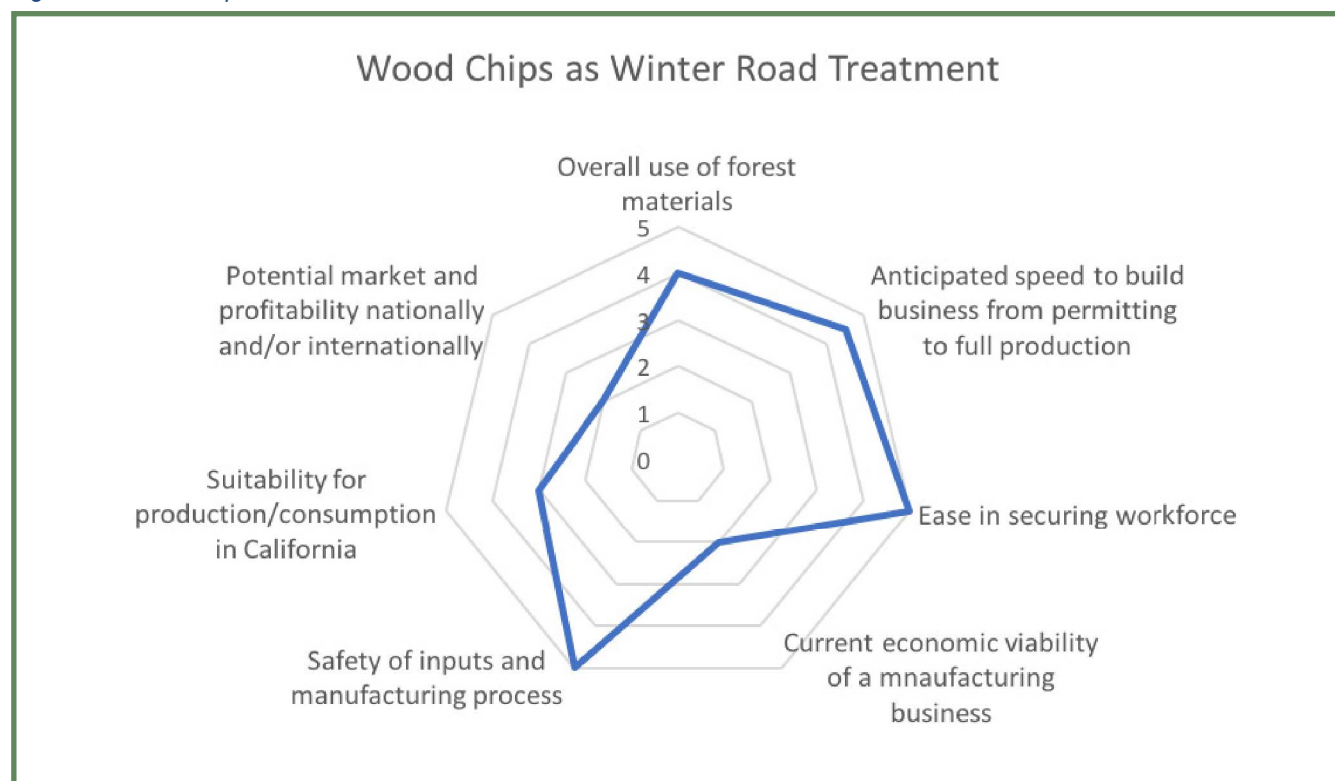 Wood Chips as Winter Road Treatment
Overall use of forest
materials
5
4
3
2
1
0
Anticipated speed to build
business from permitting
to full production
Ease in securing workforce
Current economic viability
of a mnaufacturing
business
Safety of inputs and
manufacturing process
Suitability for
production/consumption
in California
Potential market and
profitability nationally
and/or internationally